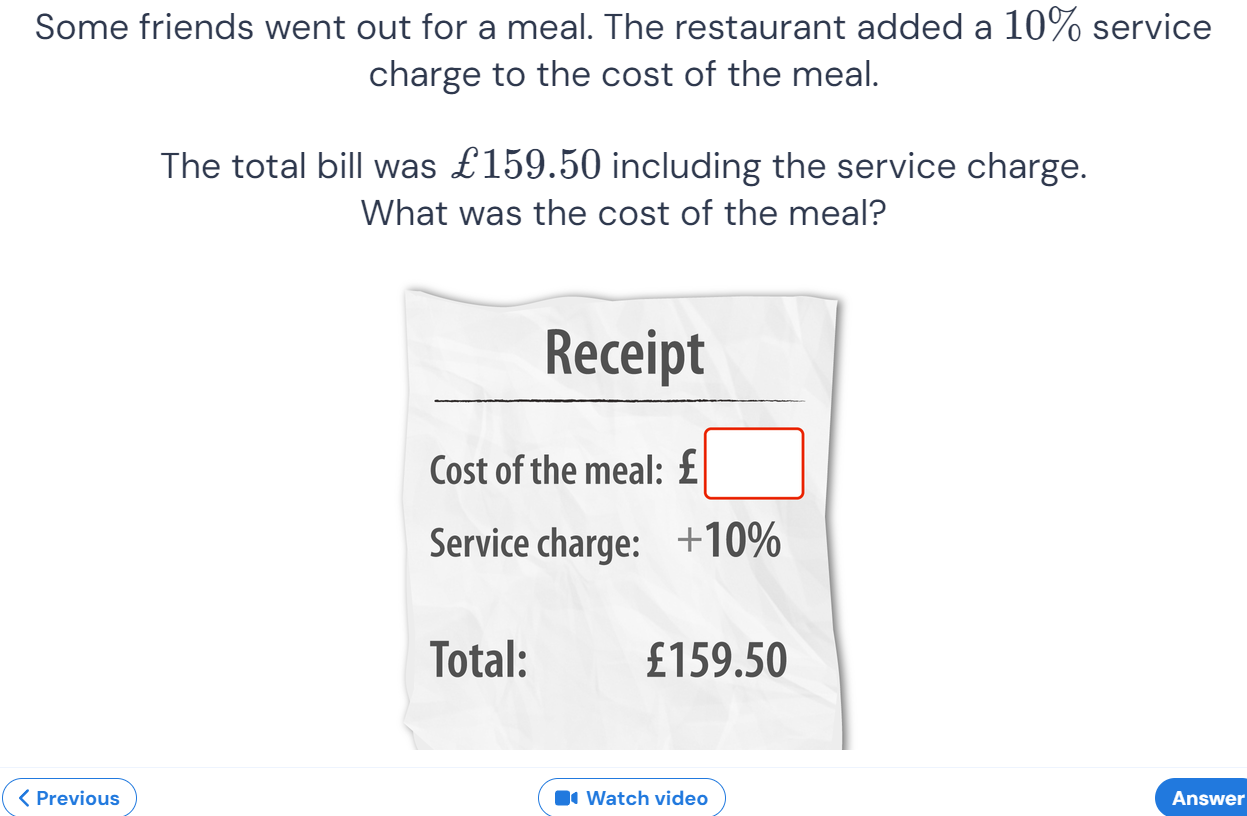 Some friends went out for a meal. The restaurant added a 10% service
charge to the cost of the meal.
The total bill was £159.50 including the service charge.
What was the cost of the meal?
Receipt
Cost of the meal: £
Service charge: +10%
Total: £159.50
Previous
Watch video
Answer